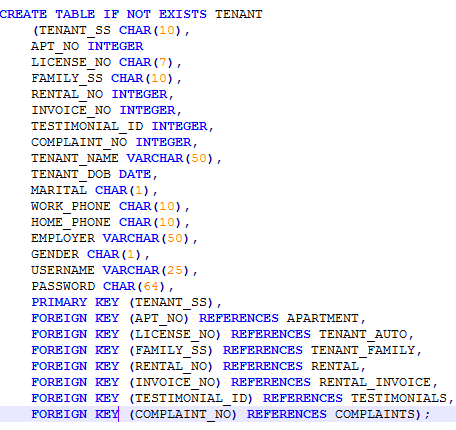 CREATE TABLE IF NOT EXISTS TENANT
(TENANT_SS CHAR(10),
APT_NO INTEGER
LICENSE_NO CHAR(7),
FAMILY_SS CHAR(10),
RENTAL_NO INTEGER,
INVOICE_NO INTEGER,
TESTIMONIAL_ID INTEGER,
COMPLAINT_NO INTEGER,
TENANT_NAME VARCHAR(50),
TENANT_DOB DATE,
MARITAL CHAR(1),
WORK_PHONE CHAR(10),
HOME_PHONE CHAR(10),
EMPLOYER VARCHAR(50),
GENDER CHAR(1),
USERNAME VARCHAR(25),
PASSWORD CHAR(64),
PRIMARY KEY (TENANT_SS),
FOREIGN KEY (APT_NO) REFERENCES APARTMENT,
FOREIGN KEY (LICENSE_NO) REFERENCES TENANT_AUTO,
FOREIGN KEY (FAMILY_SS) REFERENCES TENANT_FAMILY,
FOREIGN KEY (RENTAL_NO) REFERENCES RENTAL,
FOREIGN KEY (INVOICE_NO) REFERENCES RENTAL_INVOICE,
FOREIGN KEY (TESTIMONIAL_ID) REFERENCES TESTIMONIALS,
FOREIGN KEY (COMPLAINT_NO) REFERENCES COMPLAINTS);